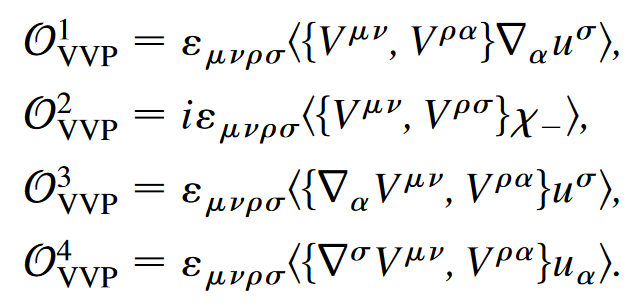 𝒪¹_VVP = ε_μνρσ⟨{V^μν, V^ρα}∇_α u^σ⟩,
𝒪²_VVP = iε_μνρσ⟨{V^μν, V^ρσ}χ_−⟩,
𝒪³_VVP = ε_μνρσ⟨{∇_α V^μν, V^ρα}u^σ⟩,
𝒪⁴_VVP = ε_μνρσ⟨{∇^σ V^μν, V^ρα}u_α⟩.